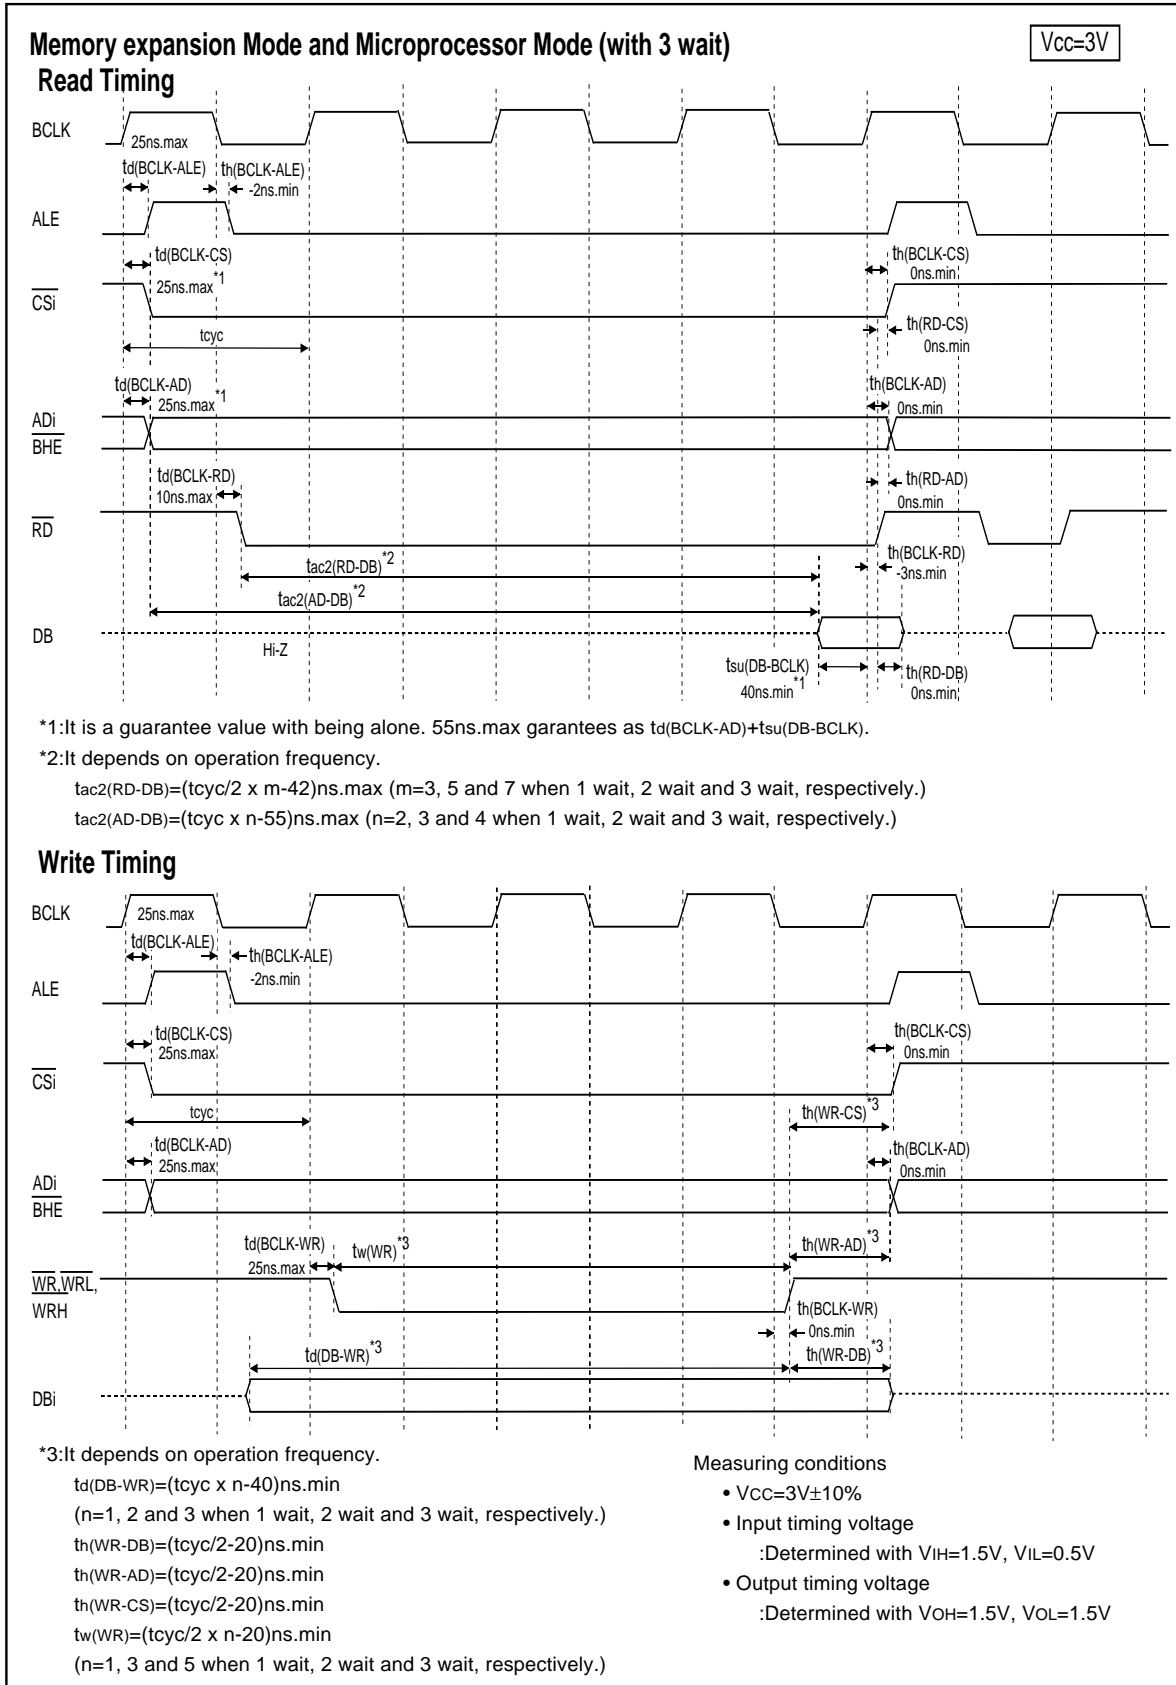 Memory expansion Mode and Microprocessor Mode (with 3 wait)
Vcc=3V
Read Timing
BCLK
25ns.max
td(BCLK-ALE)
th(BCLK-ALE)
-2ns.min
ALE
td(BCLK-CS)
25ns.max*1
th(BCLK-CS)
0ns.min
CSi
tcyc
th(RD-CS)
0ns.min
td(BCLK-AD)
25ns.max*1
th(BCLK-AD)
0ns.min
ADi
BHE
td(BCLK-RD)
10ns.max
th(RD-AD)
0ns.min
RD
tac2(RD-DB)*2
th(BCLK-RD)
-3ns.min
tac2(AD-DB)*2
DB
Hi-Z
tsu(DB-BCLK)
40ns.min*1
th(RD-DB)
0ns.min
*1:It is a guarantee value with being alone. 55ns.max garantees as td(BCLK-AD)+tsu(DB-BCLK).
*2:It depends on operation frequency.
tac2(RD-DB)=(tcyc/2 x m-42)ns.max (m=3, 5 and 7 when 1 wait, 2 wait and 3 wait, respectively.)
tac2(AD-DB)=(tcyc x n-55)ns.max (n=2, 3 and 4 when 1 wait, 2 wait and 3 wait, respectively.)
Write Timing
BCLK
25ns.max
td(BCLK-ALE)
th(BCLK-ALE)
-2ns.min
ALE
td(BCLK-CS)
25ns.max
th(BCLK-CS)
0ns.min
CSi
tcyc
th(WR-CS)*3
td(BCLK-AD)
25ns.max
th(BCLK-AD)
0ns.min
ADi
BHE
td(BCLK-WR)
25ns.max
tw(WR)*3
th(WR-AD)*3
WR,WRL,
WRH
th(BCLK-WR)
0ns.min
td(DB-WR)*3
th(WR-DB)*3
DBi
*3:It depends on operation frequency.
td(DB-WR)=(tcyc x n-40)ns.min
(n=1, 2 and 3 when 1 wait, 2 wait and 3 wait, respectively.)
th(WR-DB)=(tcyc/2-20)ns.min
th(WR-AD)=(tcyc/2-20)ns.min
th(WR-CS)=(tcyc/2-20)ns.min
tw(WR)=(tcyc/2 x n-20)ns.min
(n=1, 3 and 5 when 1 wait, 2 wait and 3 wait, respectively.)
Measuring conditions
• VCC=3V±10%
• Input timing voltage
:Determined with VIH=1.5V, VIL=0.5V
• Output timing voltage
:Determined with VOH=1.5V, VOL=1.5V